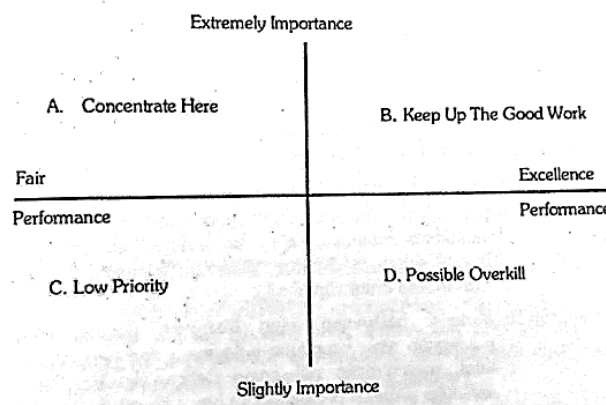 Extremely Importance
A. Concentrate Here
B. Keep Up The Good Work
Fair
Excellence
Performance
Performance
C. Low Priority
D. Possible Overkill
Slightly Importance